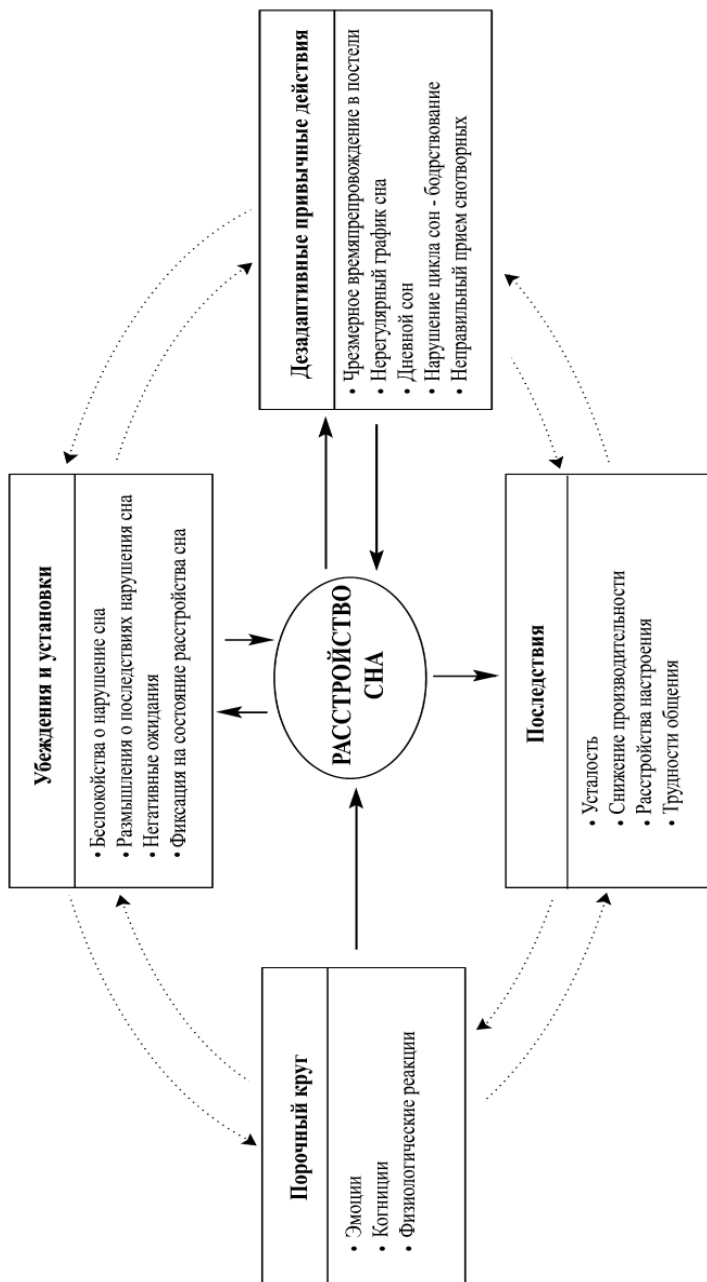 Убеждения и установки
• Беспокойства о нарушение сна
• Размышления о последствиях нарушения сна
• Негативные ожидания
• Фиксация на состояние расстройства сна
Порочный круг
• Эмоции
• Когниции
• Физиологические реакции
РАССТРОЙСТВО
СНА
Дезадаптивные привычные действия
• Чрезмерное времяпрепровождение в постели
• Нерегулярный график сна
• Дневной сон
• Нарушение цикла сон - бодрствование
• Неправильный прием снотворных
Последствия
• Усталость
• Снижение производительности
• Расстройства настроения
• Трудности общения